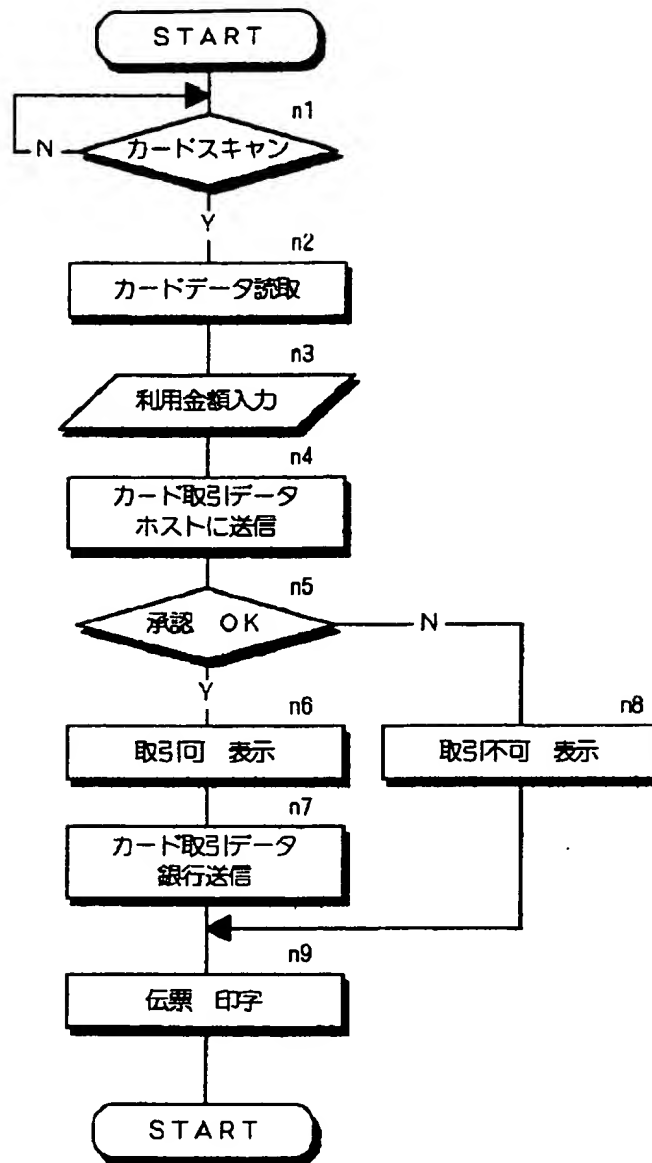 START
n1
カードスキャン
N
Y
n2
カードデータ読取
n3
利用金額入力
n4
カード取引データ
ホストに送信
n5
承認 OK
N
Y
n6
取引可 表示
n8
取引不可 表示
n7
カード取引データ
銀行送信
n9
伝票 印字
START